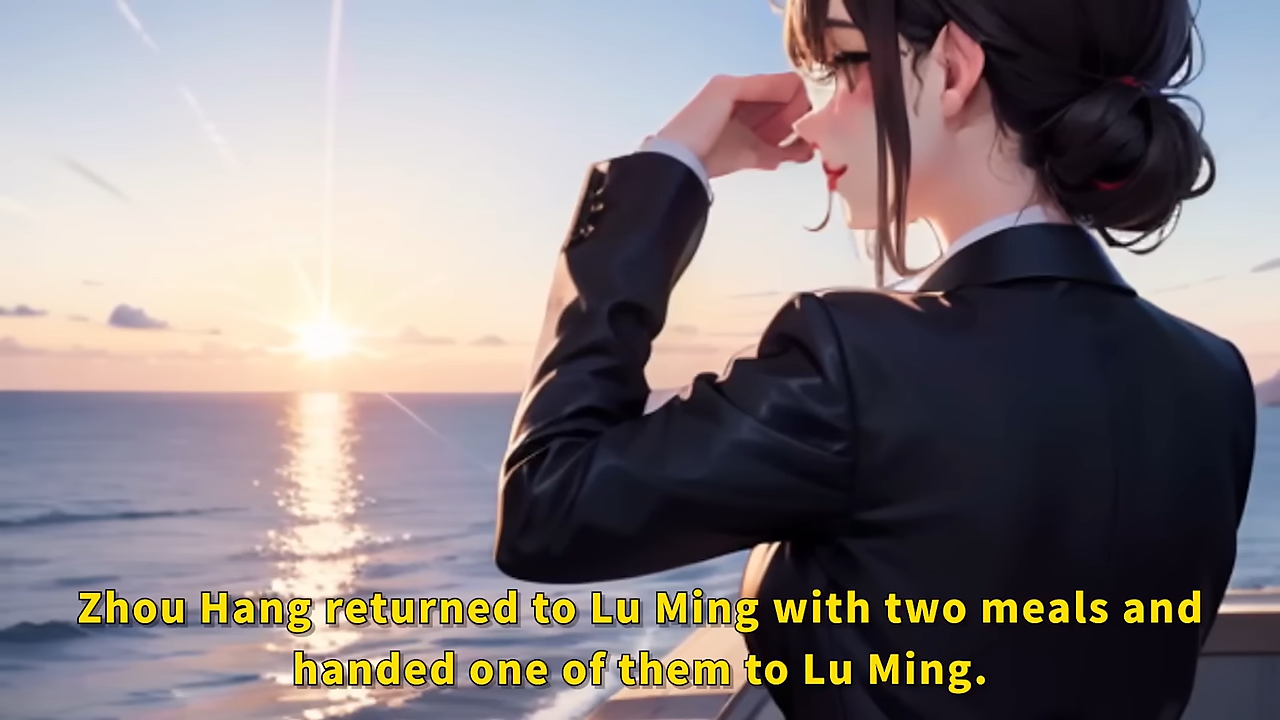 Zhou Hang returned to Lu Ming with two meals and
handed one of them to Lu Ming.